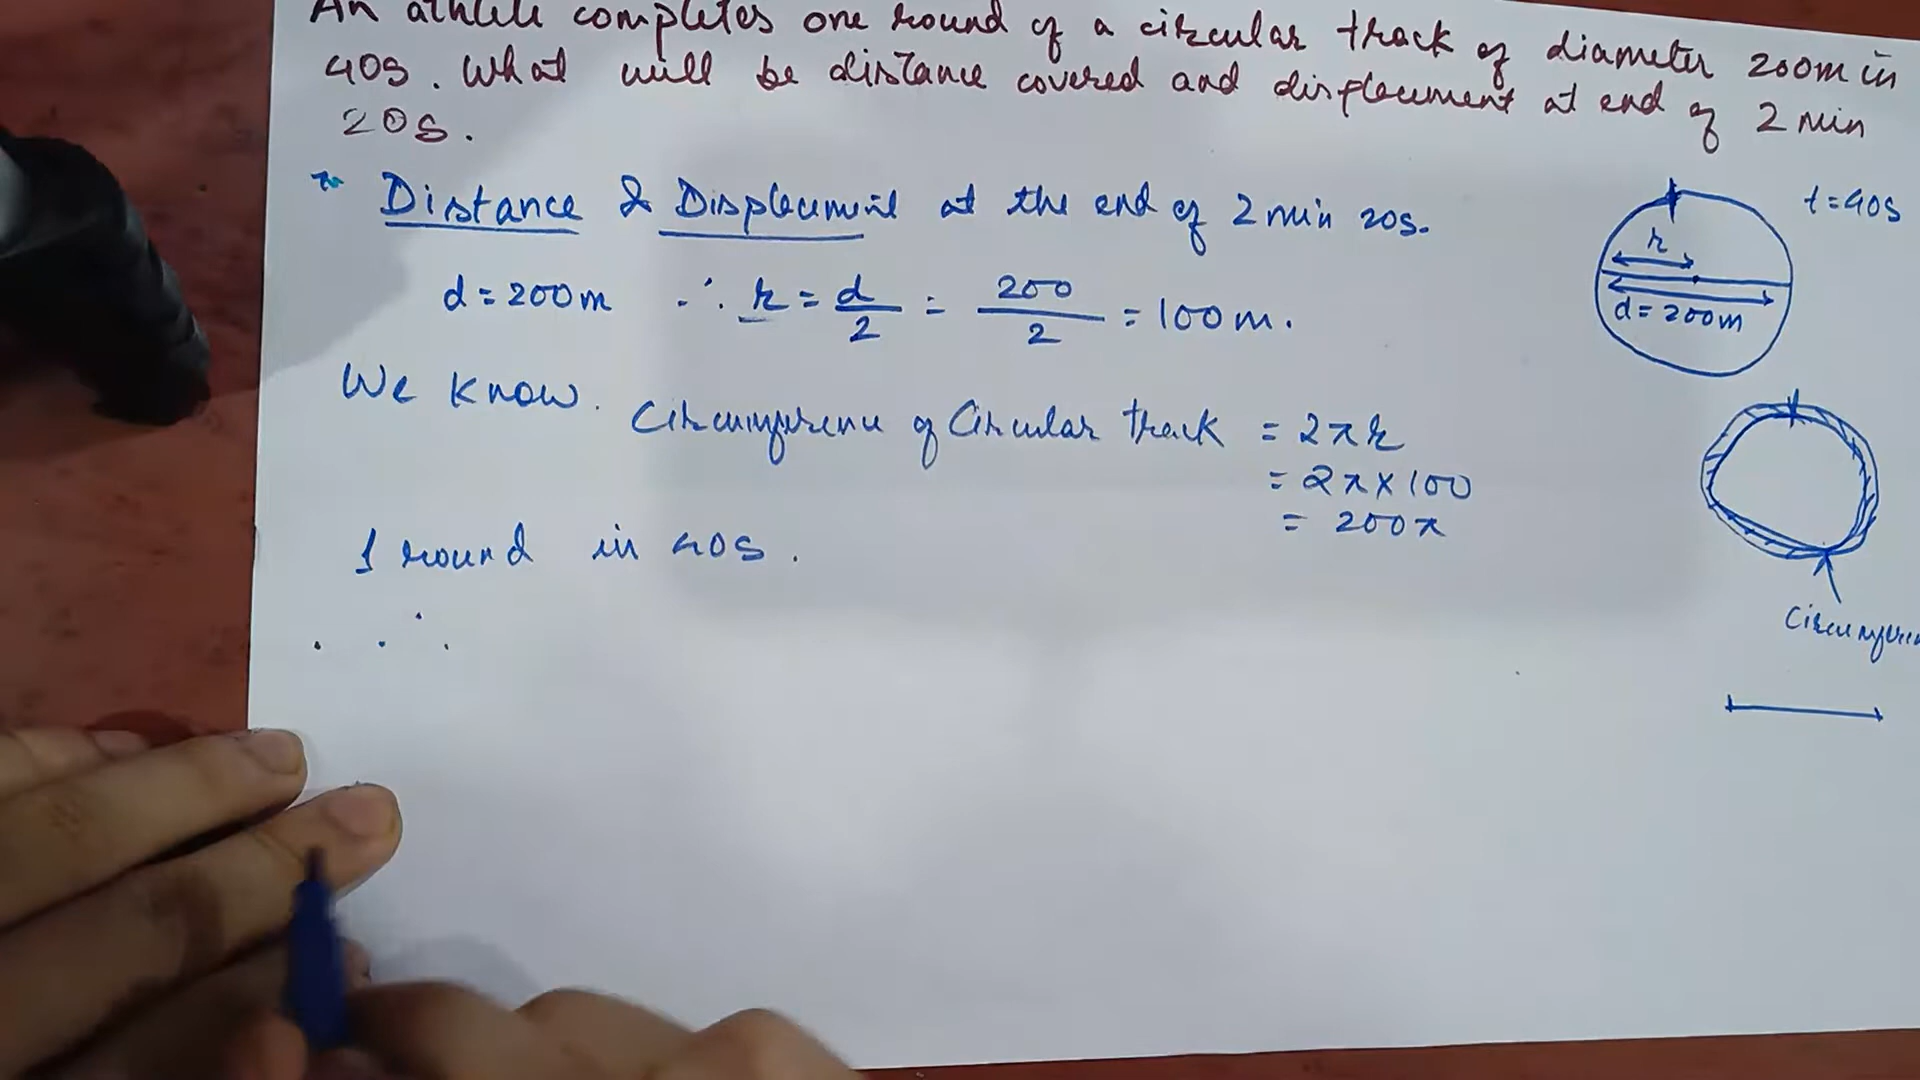 An athlete completes one round of a circular track of diameter 200m in
40s. What will be distance covered and displacement at end of 2 min
20s.
Distance & Displacement at the end of 2 min 20s.
t=40s
r
d = 200m ∴ r = d/2 = 200/2 = 100m.
d = 200m
We know. Circumference of Circular track = 2πr
= 2π×100
= 200π
1 round in 40s.
∴